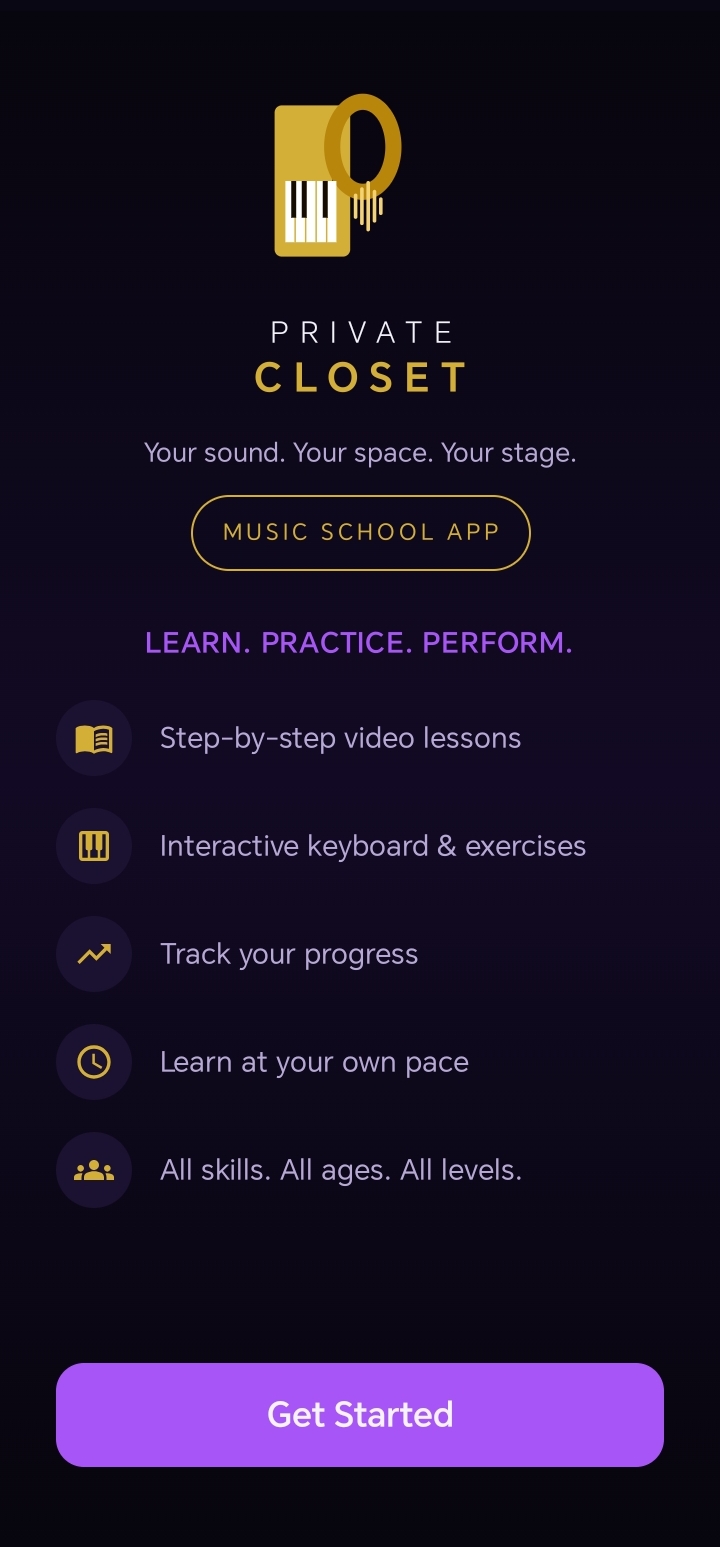 PRIVATE
CLOSET
Your sound. Your space. Your stage.
MUSIC SCHOOL APP
LEARN. PRACTICE. PERFORM.
Step-by-step video lessons
Interactive keyboard & exercises
Track your progress
Learn at your own pace
All skills. All ages. All levels.
Get Started